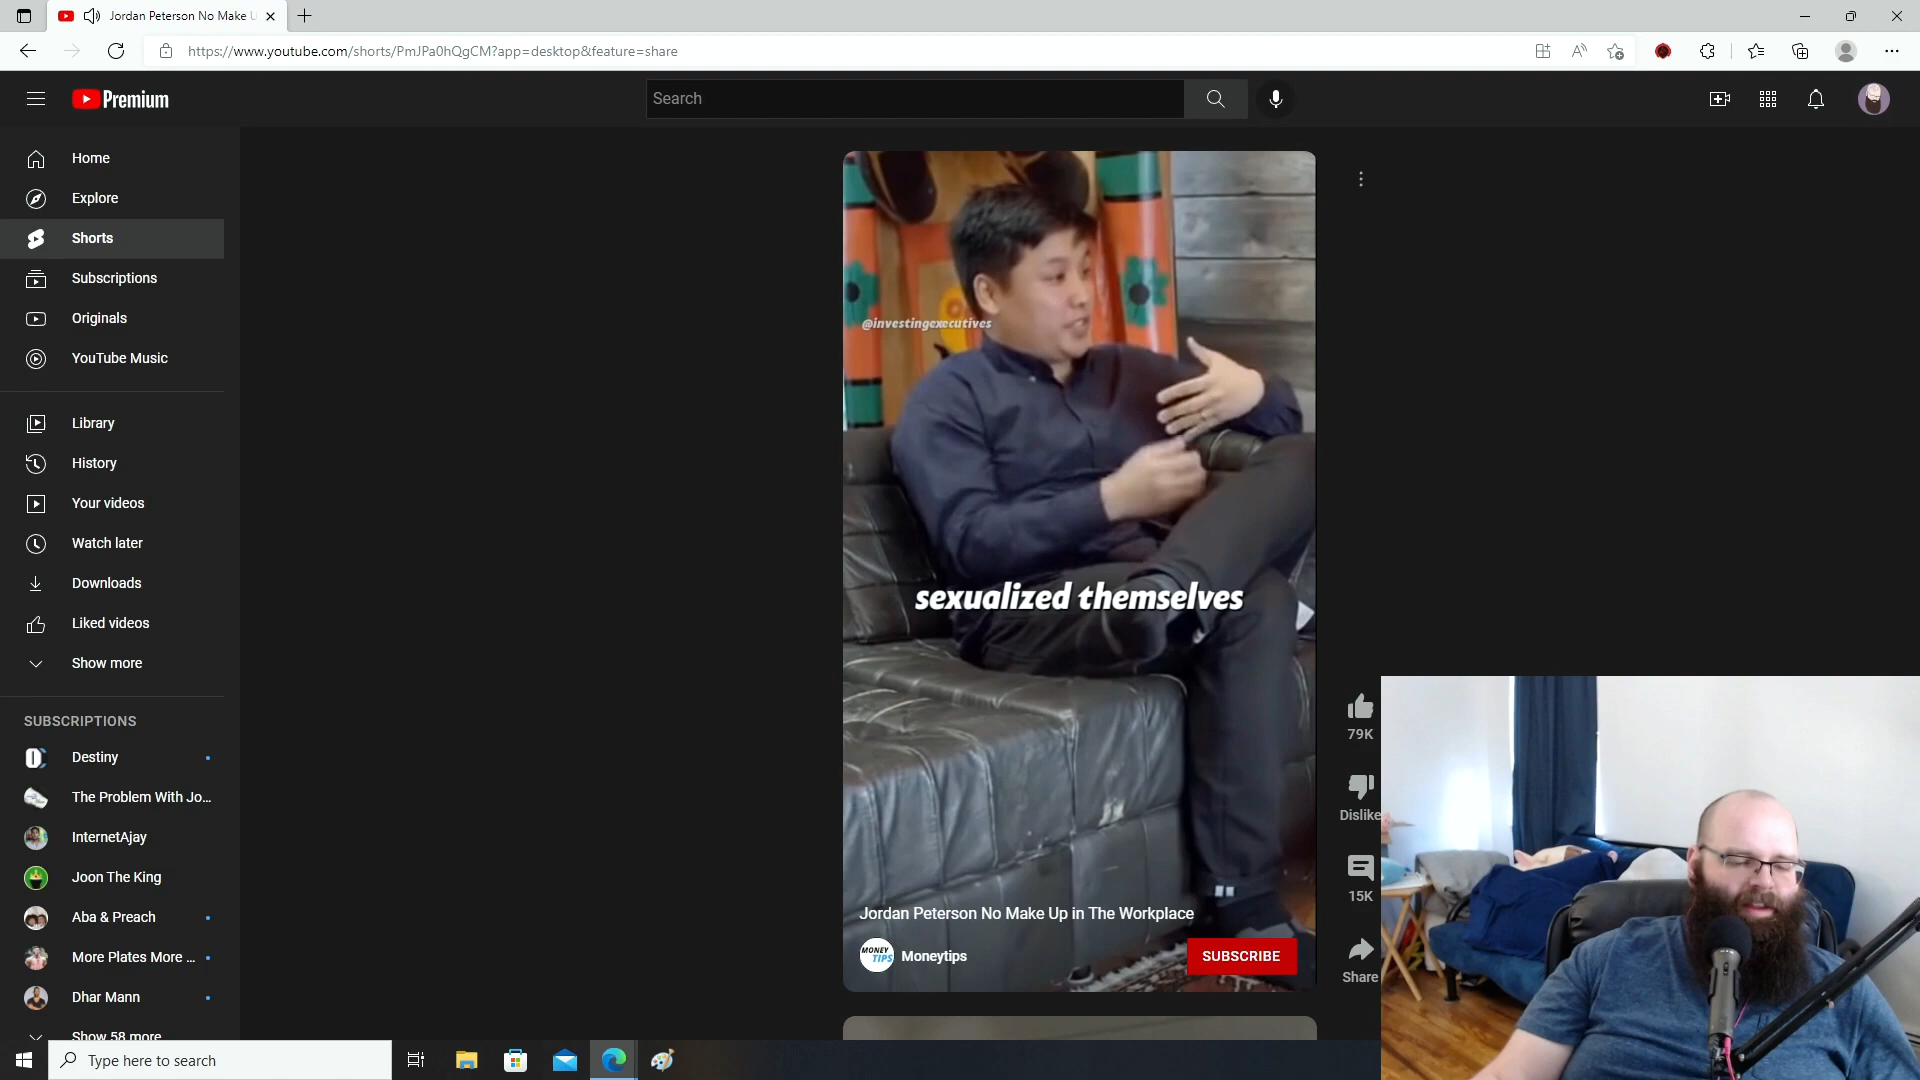 Jordan Peterson No Make U
https://www.youtube.com/shorts/PmJPa0hQgCM?app=desktop&feature=share
Premium
Search
Home
Explore
Shorts
Subscriptions
Originals
YouTube Music
Library
History
Your videos
Watch later
Downloads
Liked videos
Show more
SUBSCRIPTIONS
Destiny
The Problem With Jo...
InternetAjay
Joon The King
Aba & Preach
More Plates More ...
Dhar Mann
Show 58 more
@investingexecutives
sexualized themselves
Jordan Peterson No Make Up in The Workplace
MONEY
TIPS
Moneytips
SUBSCRIBE
79K
Dislike
15K
Share
Type here to search